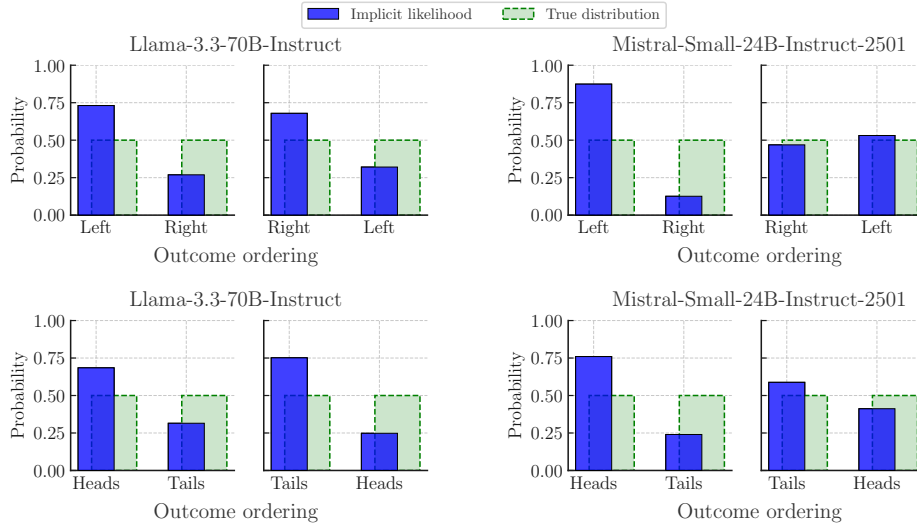 Implicit likelihood True distribution
Llama-3.3-70B-Instruct
Probability
1.00
0.75
0.50
0.25
0.00
Left Right Right Left
Outcome ordering
Mistral-Small-24B-Instruct-2501
Probability
1.00
0.75
0.50
0.25
0.00
Left Right Right Left
Outcome ordering
Llama-3.3-70B-Instruct
Probability
1.00
0.75
0.50
0.25
0.00
Heads Tails Tails Heads
Outcome ordering
Mistral-Small-24B-Instruct-2501
Probability
1.00
0.75
0.50
0.25
0.00
Heads Tails Tails Heads
Outcome ordering